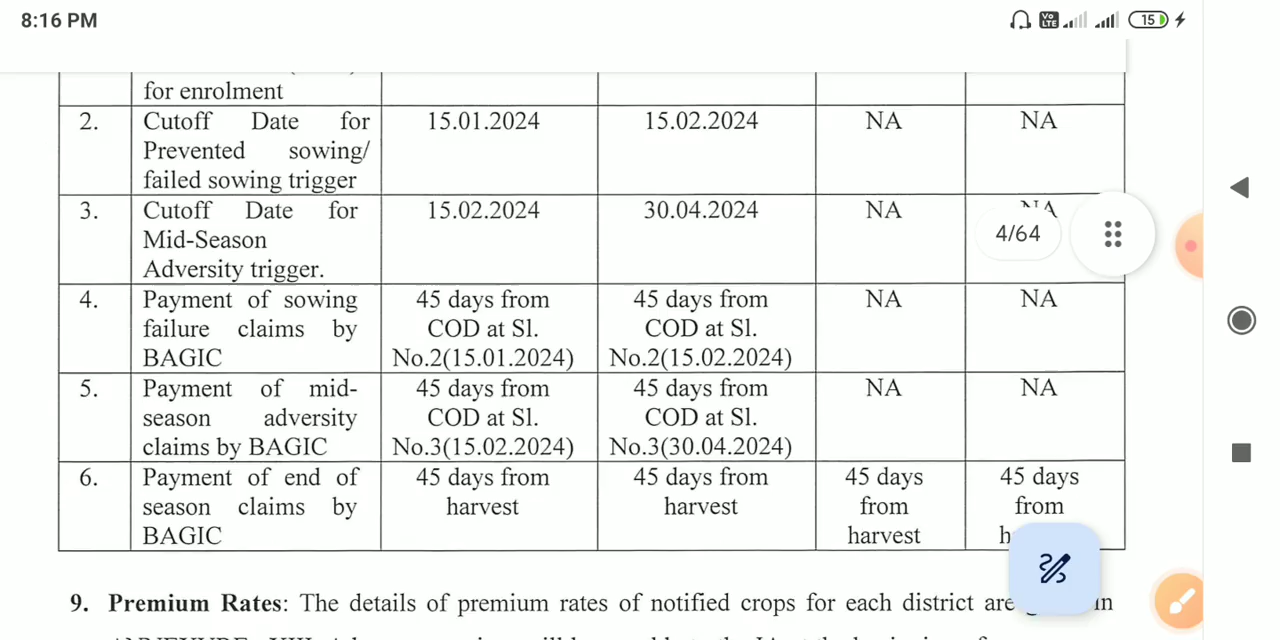 8:16 PM
Vo
LTE
15
for enrolment
2. Cutoff Date for 15.01.2024 15.02.2024 NA NA
Prevented sowing/
failed sowing trigger
3. Cutoff Date for 15.02.2024 30.04.2024 NA NA
Mid-Season
Adversity trigger.
4/64
4. Payment of sowing 45 days from 45 days from NA NA
failure claims by COD at Sl. COD at Sl.
BAGIC No.2(15.01.2024) No.2(15.02.2024)
5. Payment of mid- 45 days from 45 days from NA NA
season adversity COD at Sl. COD at Sl.
claims by BAGIC No.3(15.02.2024) No.3(30.04.2024)
6. Payment of end of 45 days from 45 days from 45 days 45 days
season claims by harvest harvest from from
BAGIC harvest
9. Premium Rates: The details of premium rates of notified crops for each district are in